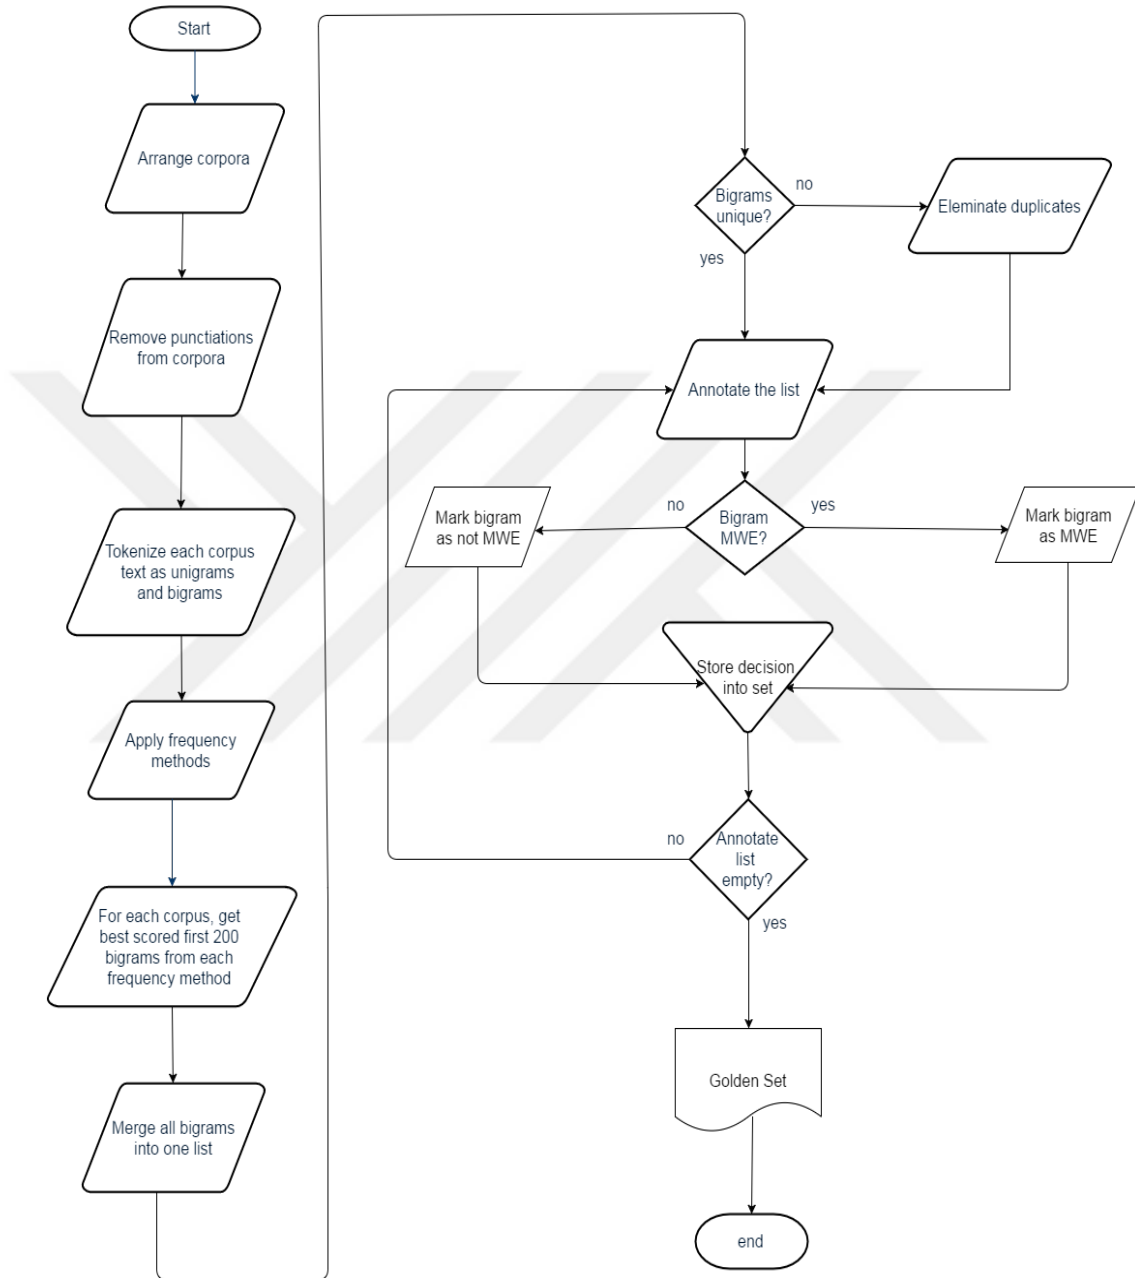 Start
Arrange corpora
Remove punctiations
from corpora
Tokenize each corpus
text as unigrams
and bigrams
Apply frequency
methods
For each corpus, get
best scored first 200
bigrams from each
frequency method
Merge all bigrams
into one list
Bigrams
unique?
no
Eleminate duplicates
yes
Annotate the list
Bigram
MWE?
no
Mark bigram
as not MWE
yes
Mark bigram
as MWE
Store decision
into set
Annotate
list
empty?
no
yes
Golden Set
end